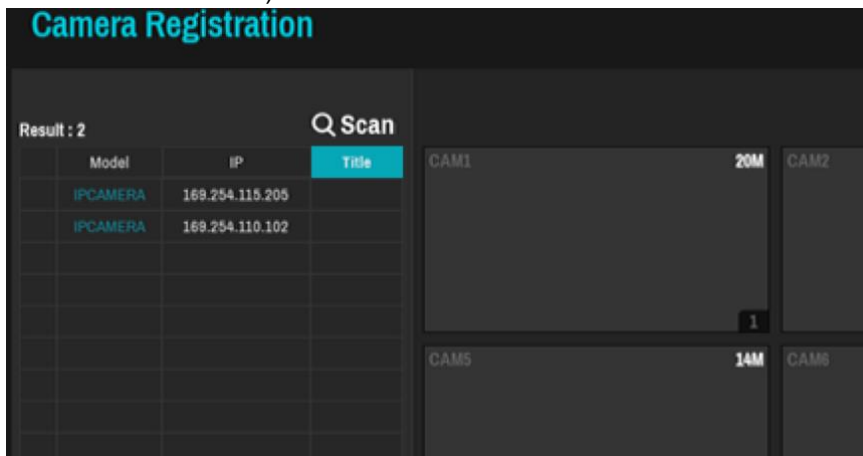 Camera Registration
Result : 2
Scan
Model IP Title
IPCAMERA 169.254.115.205
IPCAMERA 169.254.110.102
CAM1 20M
CAM2
1
CAM5 14M
CAM6